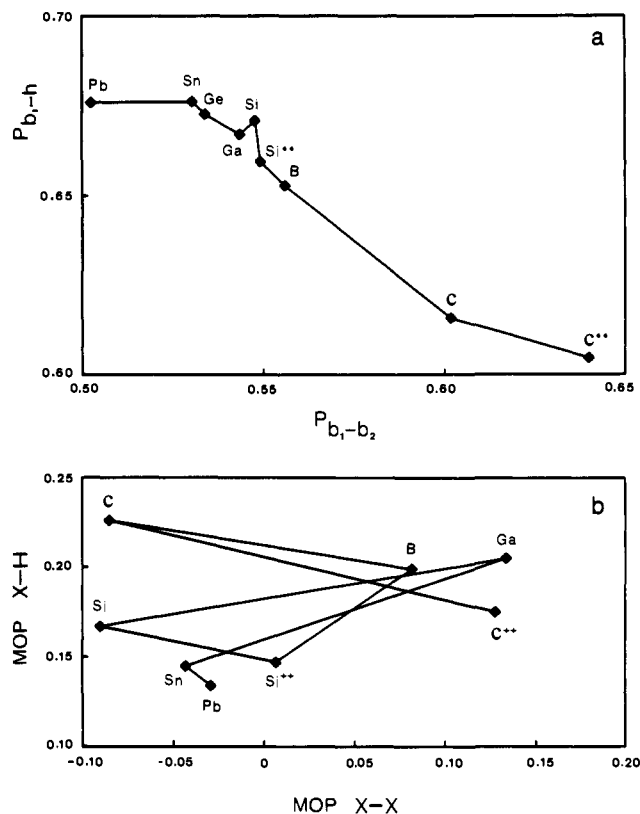 0.70
a
Pb
Sn
Ge
Si
Ga
Si++
B
0.65
C
C++
0.60
0.50
0.55
0.60
0.65
P b₁-h
P b₁-b₂
0.25
b
C
B
Ga
0.20
C++
Si
Sn
Si++
Pb
0.15
0.10
-0.10
-0.05
0
0.05
0.10
0.15
0.20
MOP X-H
MOP X-X